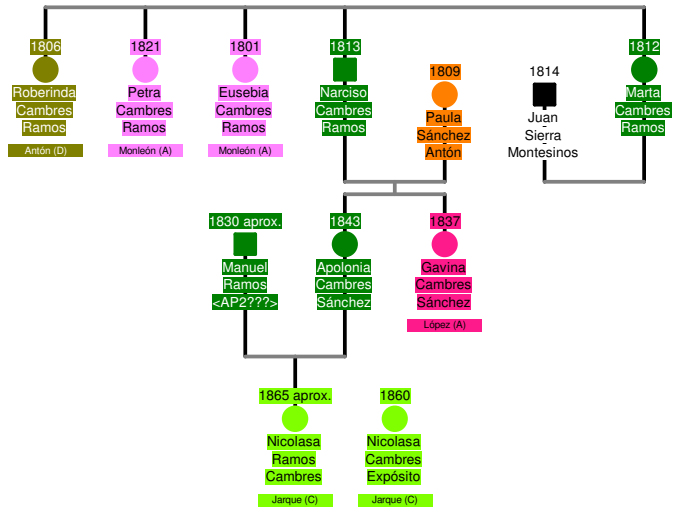 1806
Roberinda
Cambres
Ramos
Antón (D)
1821
Petra
Cambres
Ramos
Monleón (A)
1801
Eusebia
Cambres
Ramos
Monleón (A)
1813
Narciso
Cambres
Ramos
1809
Paula
Sánchez
Antón
1814
Juan
Sierra
Montesinos
1812
Marta
Cambres
Ramos
1830 aprox.
Manuel
Ramos
<AP2???>
1843
Apolonia
Cambres
Sánchez
1837
Gavina
Cambres
Sánchez
López (A)
1865 aprox.
Nicolasa
Ramos
Cambres
Jarque (C)
1860
Nicolasa
Cambres
Expósito
Jarque (C)